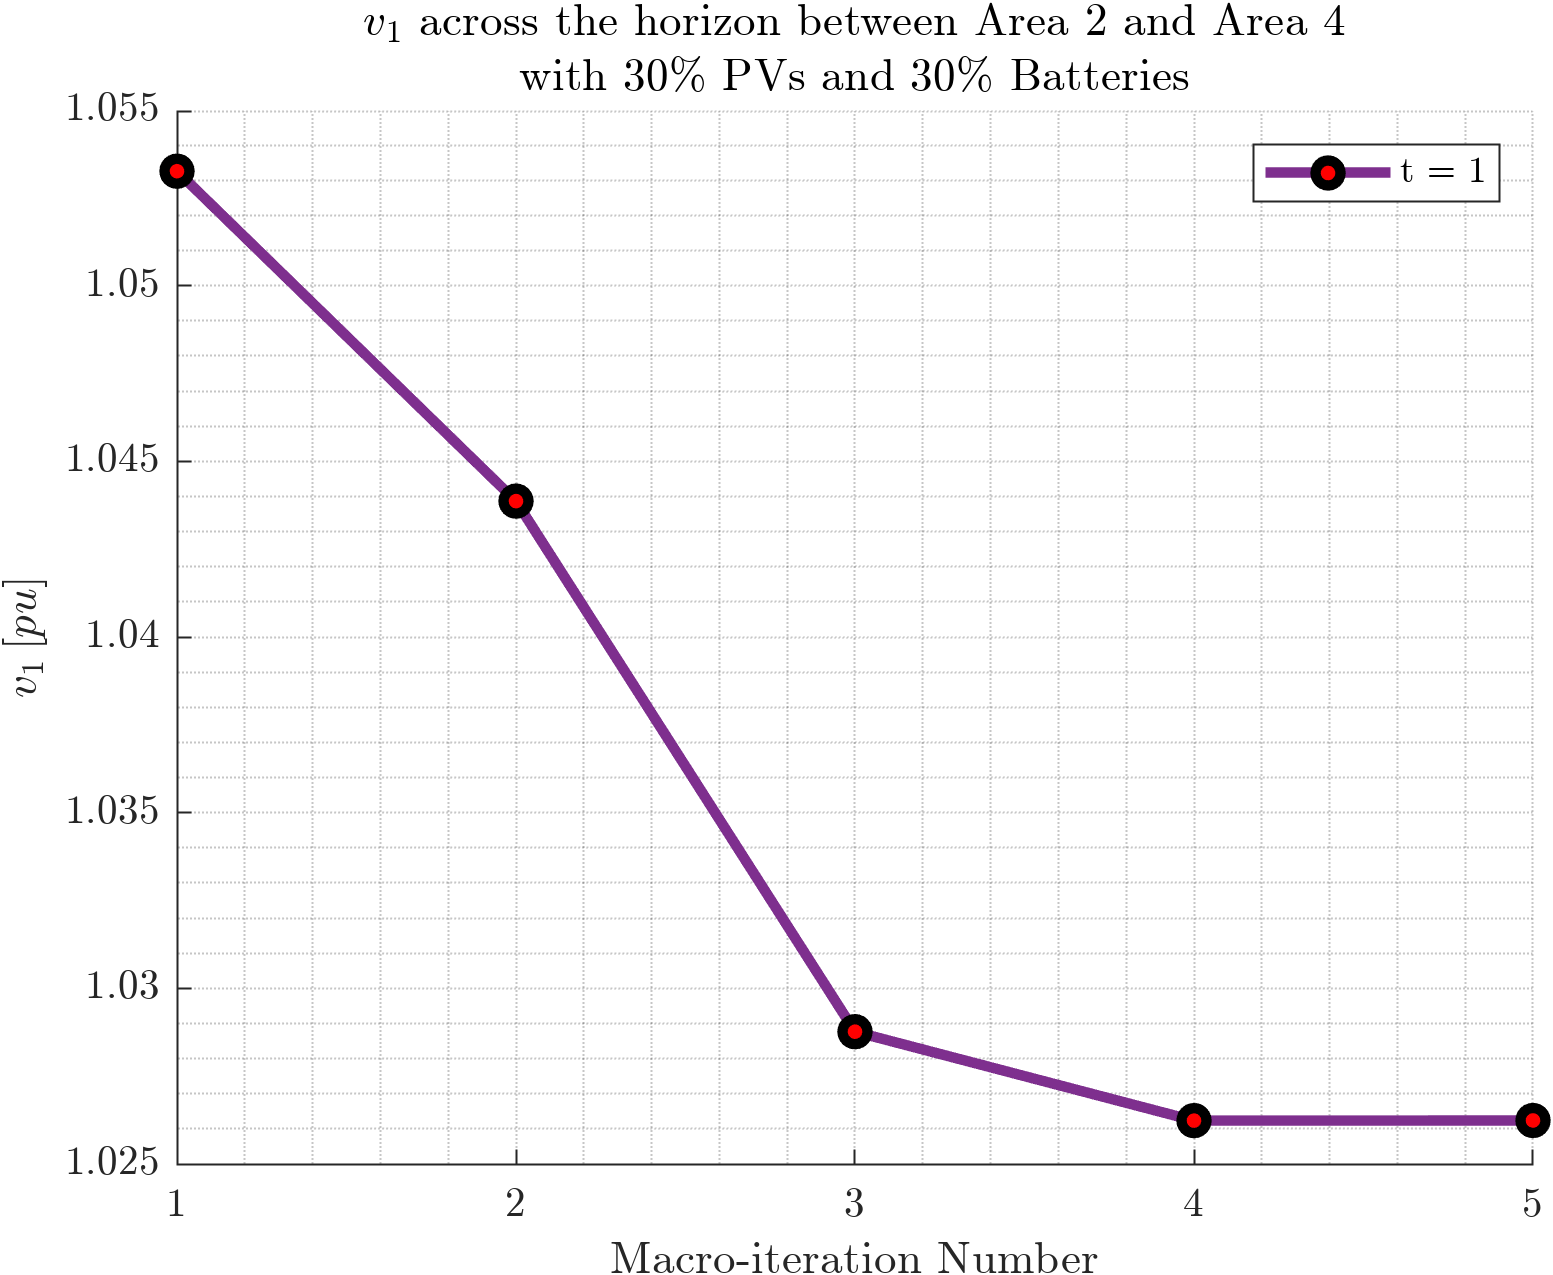 v₁ across the horizon between Area 2 and Area 4
with 30% PVs and 30% Batteries
1.055
1.05
1.045
1.04
1.035
1.03
1.025
v₁ [pu]
t = 1
1 2 3 4 5
Macro-iteration Number